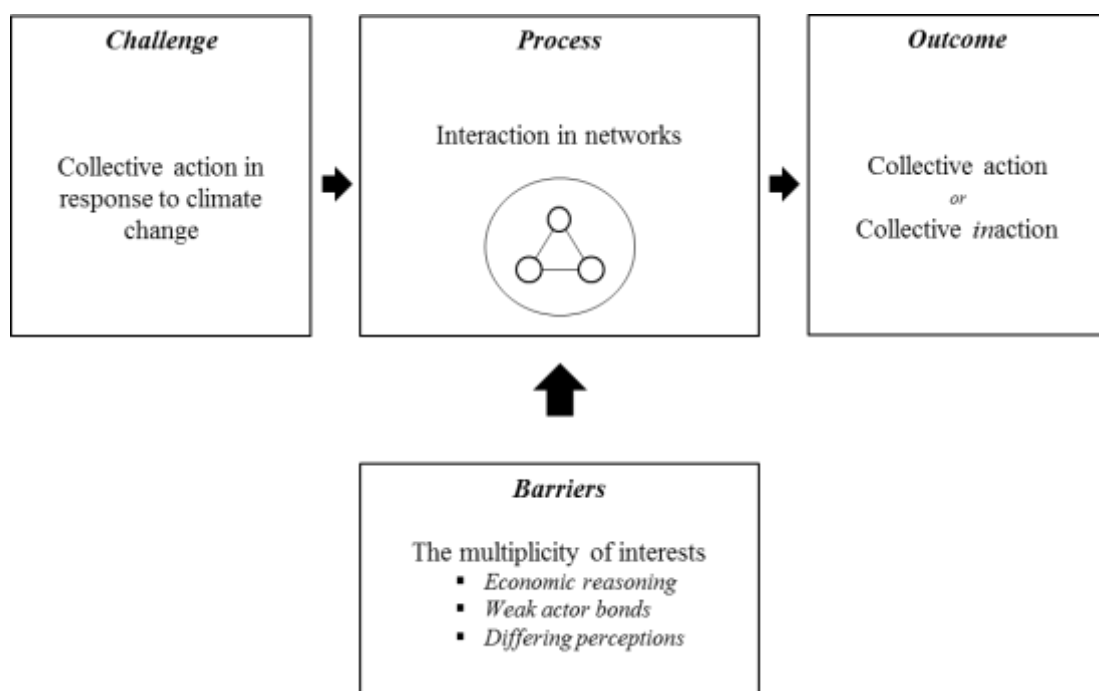 Challenge
Collective action in
response to climate
change
Process
Interaction in networks
Outcome
Collective action
or
Collective inaction
Barriers
The multiplicity of interests
▪ Economic reasoning
▪ Weak actor bonds
▪ Differing perceptions